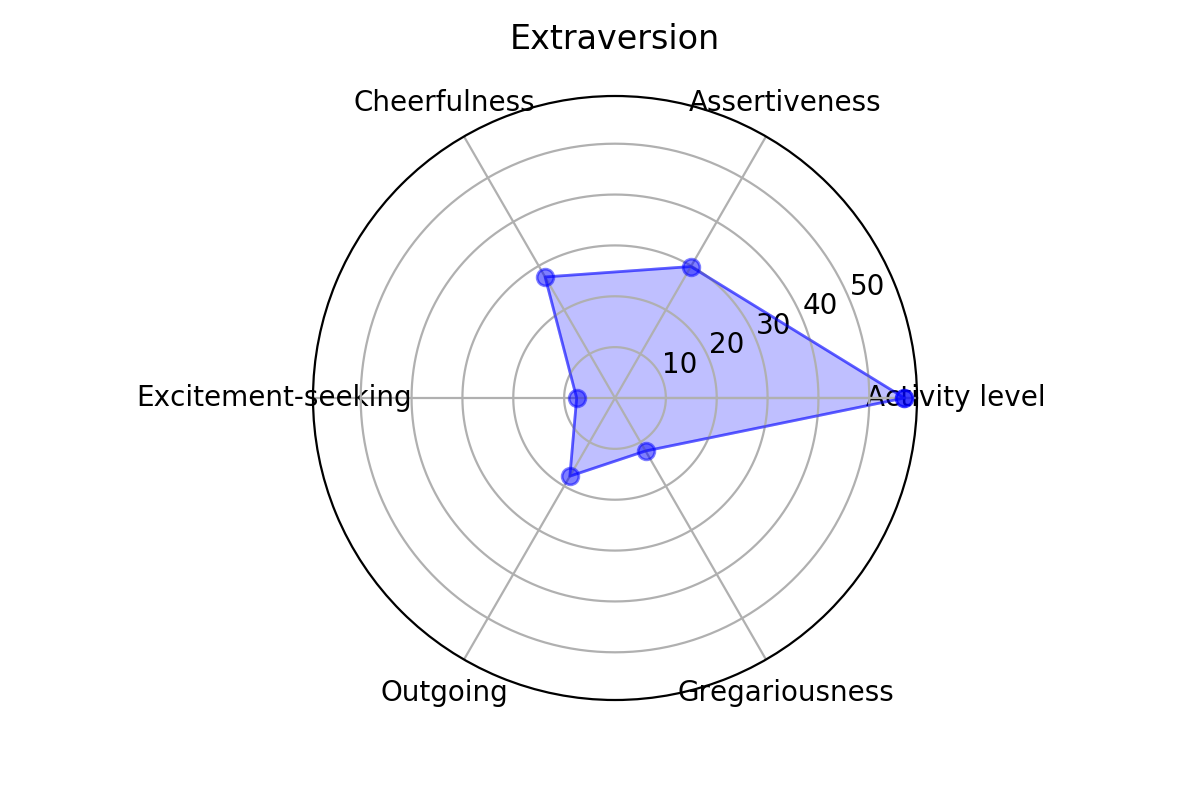 Extraversion
Cheerfulness
Assertiveness
50
40
30
20
10
Excitement-seeking
Activity level
Outgoing
Gregariousness